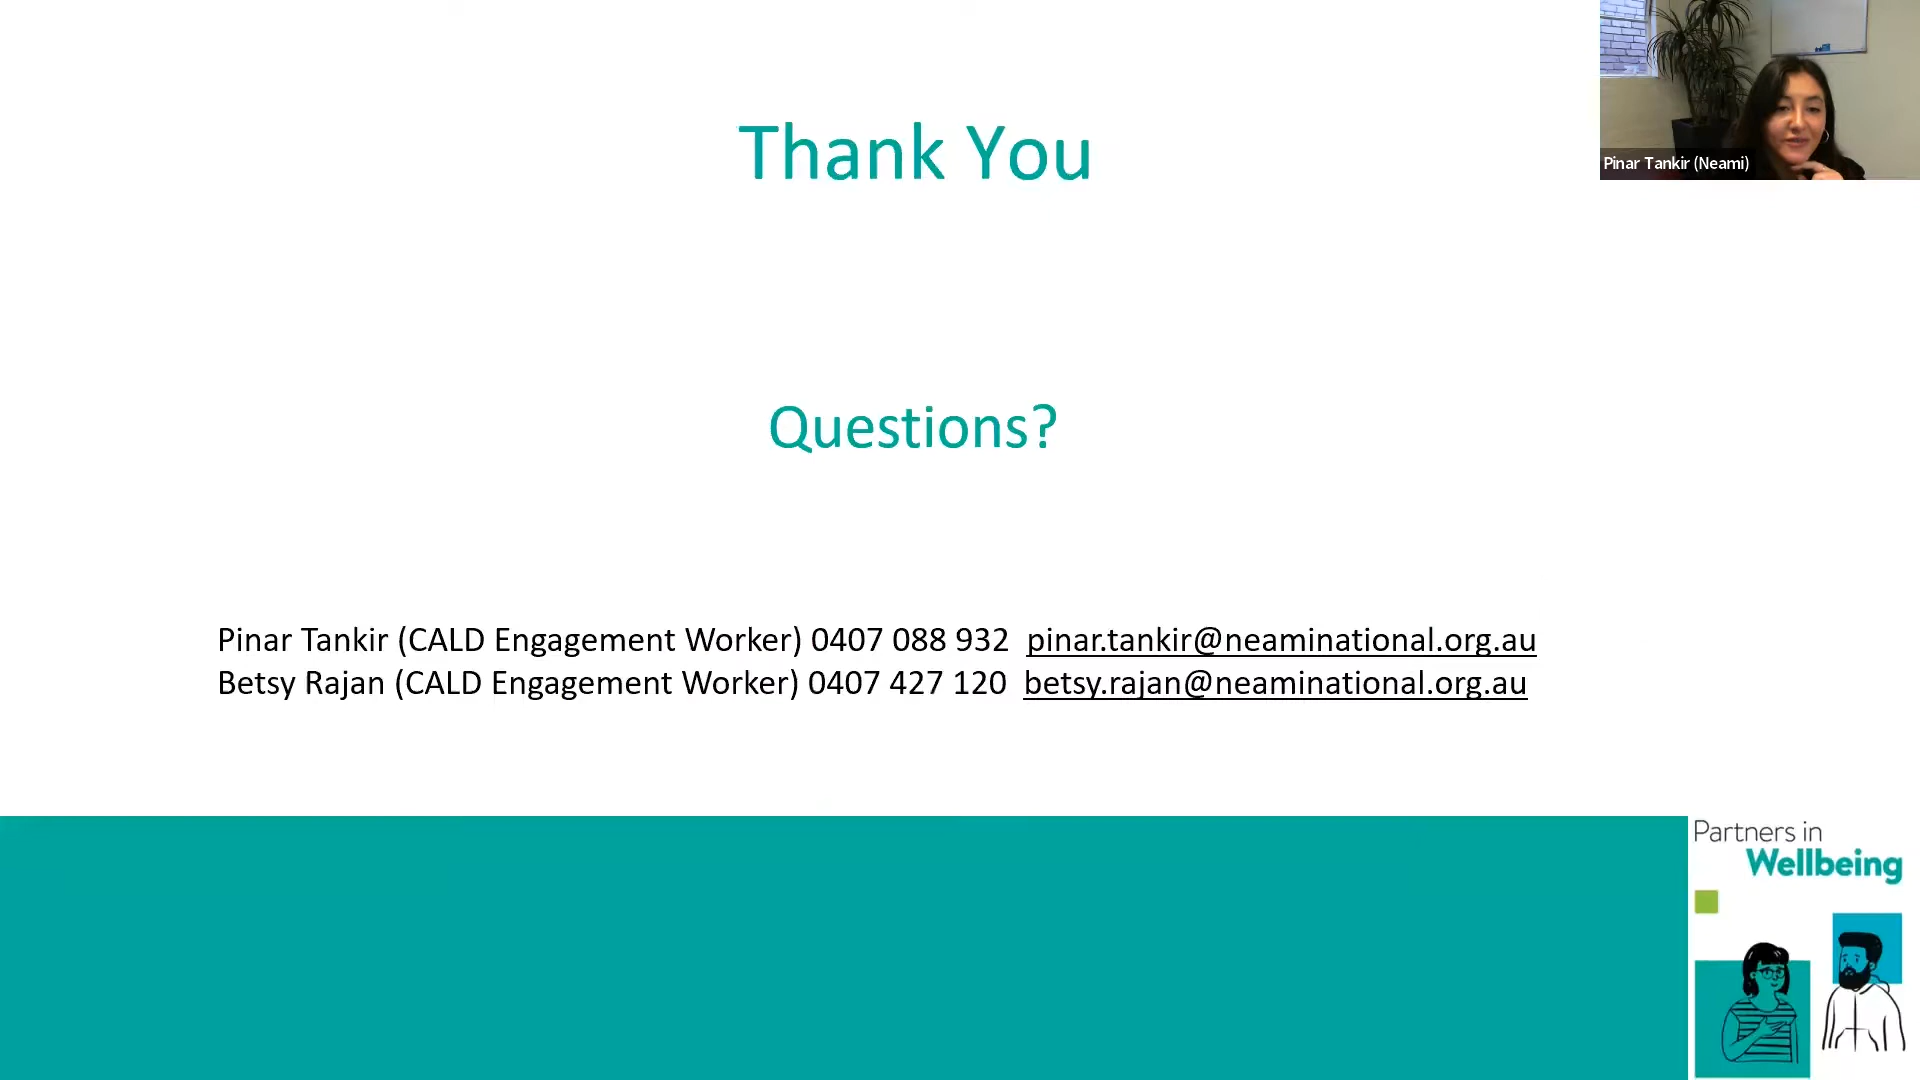 Thank You
Pinar Tankir (Neami)
Questions?
Pinar Tankir (CALD Engagement Worker) 0407 088 932 pinar.tankir@neaminational.org.au
Betsy Rajan (CALD Engagement Worker) 0407 427 120 betsy.rajan@neaminational.org.au
Partners in
Wellbeing